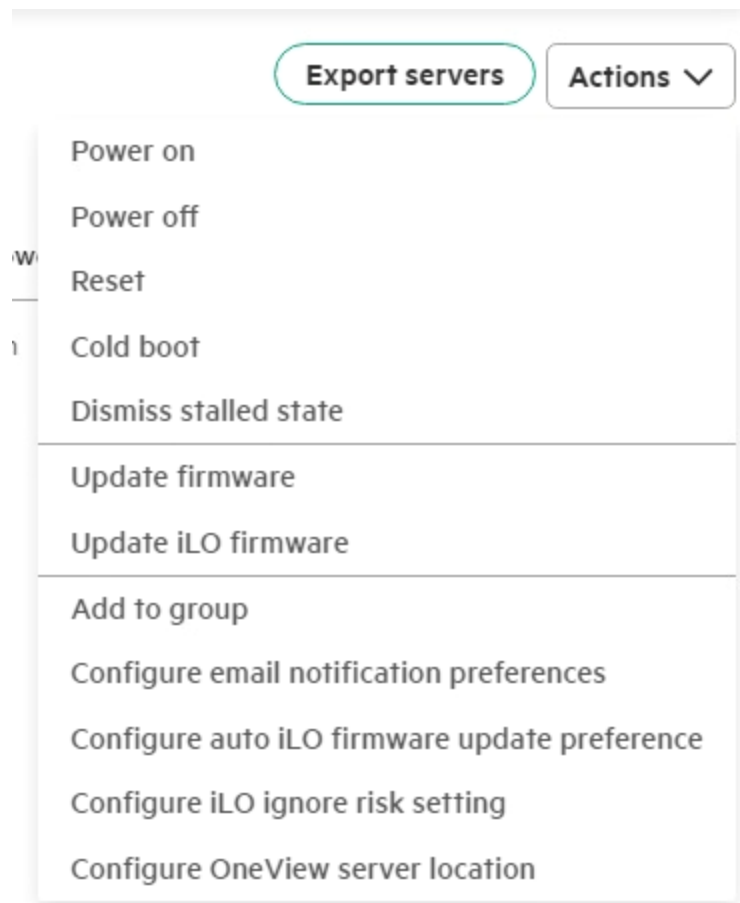 Export servers
Actions
Power on
Power off
Reset
Cold boot
Dismiss stalled state
Update firmware
Update iLO firmware
Add to group
Configure email notification preferences
Configure auto iLO firmware update preference
Configure iLO ignore risk setting
Configure OneView server location